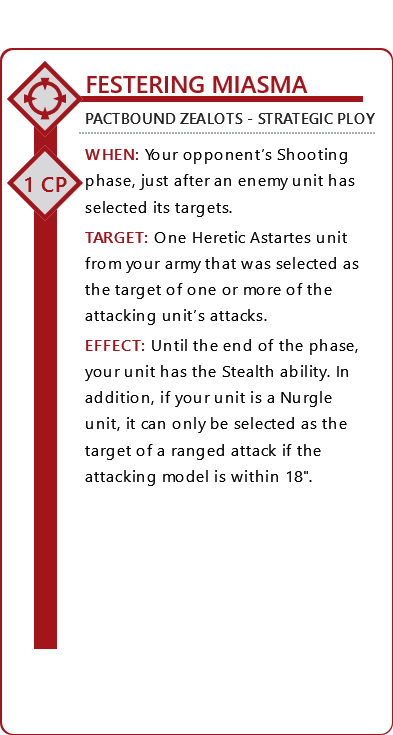 FESTERING MIASMA
PACTBOUND ZEALOTS - STRATEGIC PLOY
1 CP
WHEN: Your opponent's Shooting
phase, just after an enemy unit has
selected its targets.
TARGET: One Heretic Astartes unit
from your army that was selected as
the target of one or more of the
attacking unit's attacks.
EFFECT: Until the end of the phase,
your unit has the Stealth ability. In
addition, if your unit is a Nurgle
unit, it can only be selected as the
target of a ranged attack if the
attacking model is within 18".